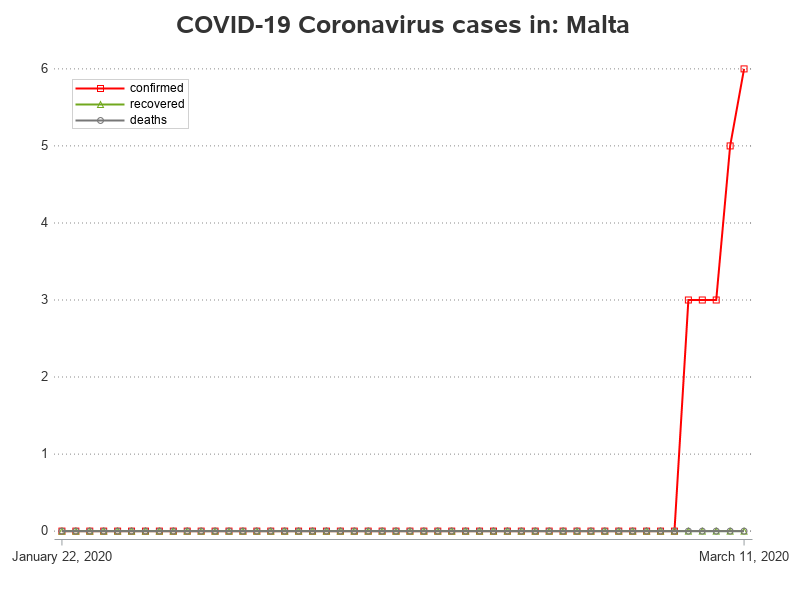 COVID-19 Coronavirus cases in: Malta
6
confirmed
recovered
deaths
5
4
3
2
1
0
January 22, 2020
March 11, 2020